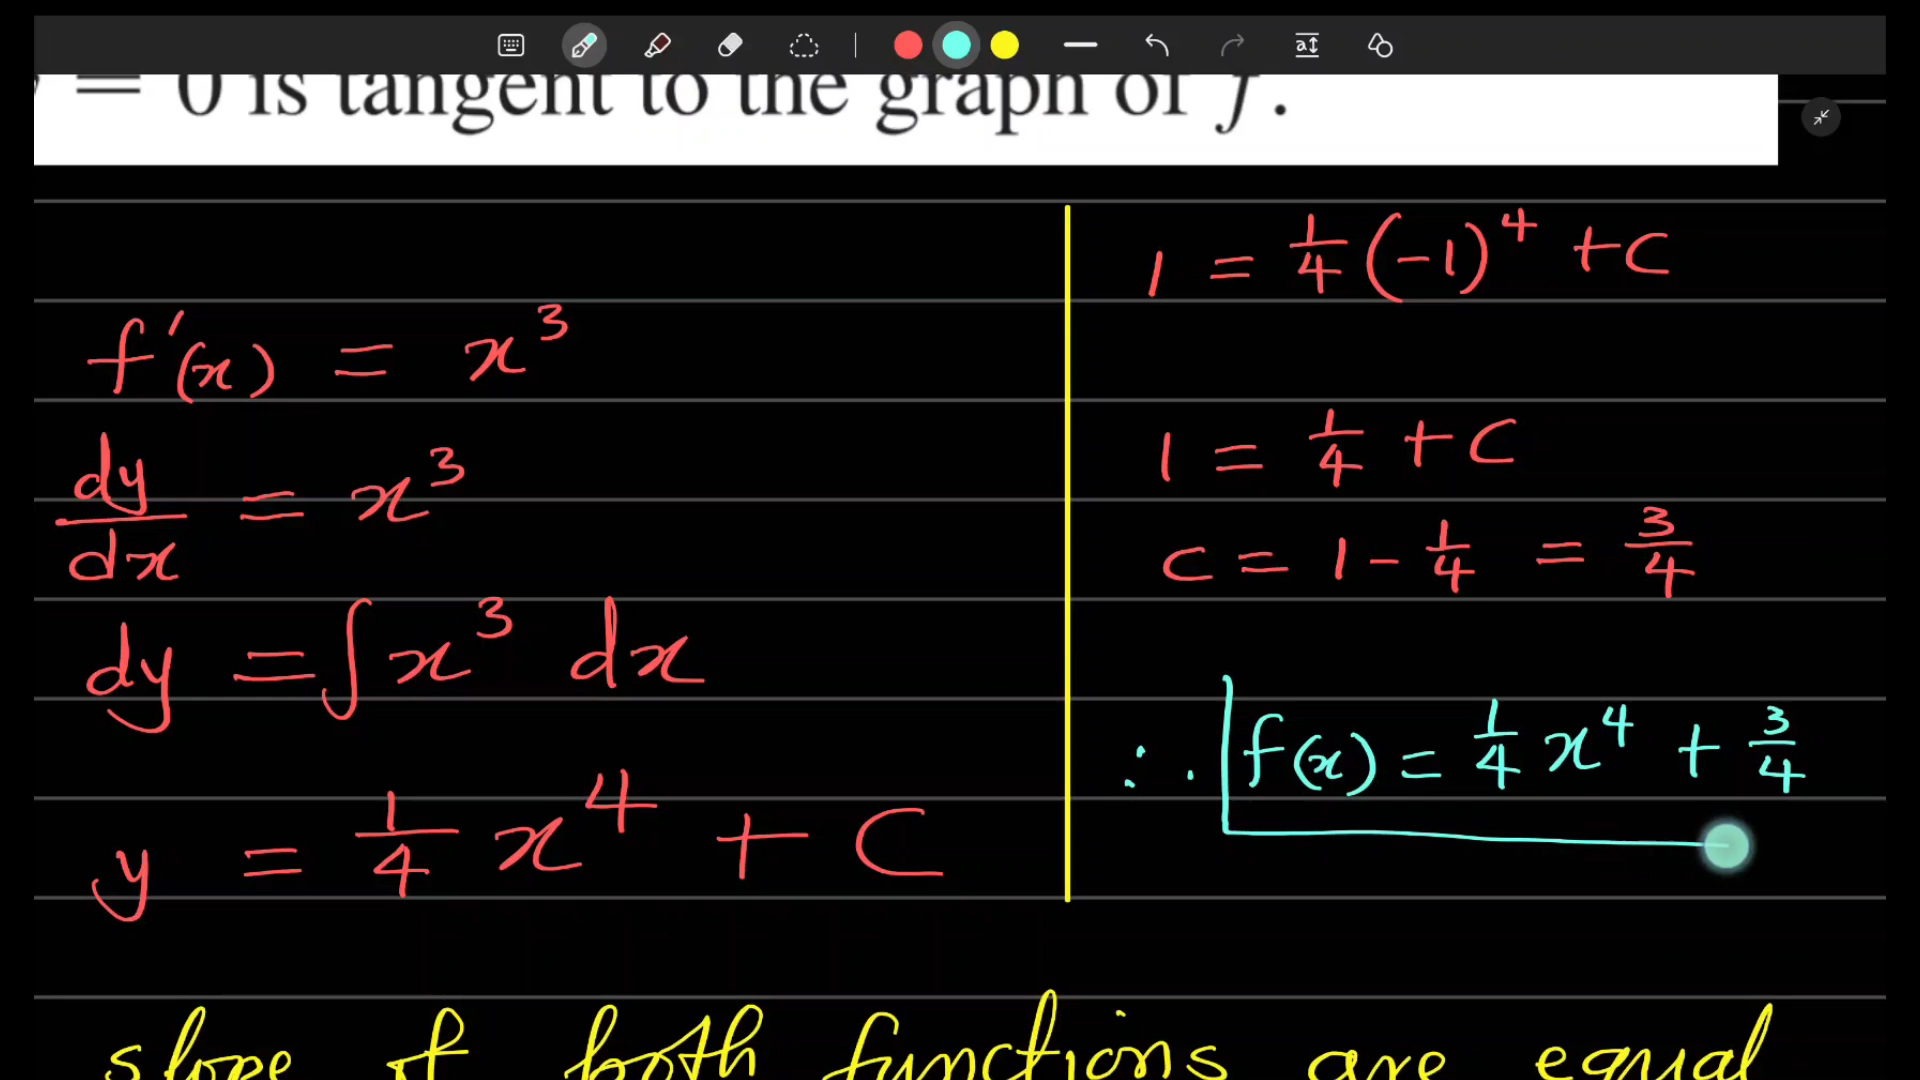 = 0 is tangent to the graph of f.
f'(x) = x³
dy/dx = x³
dy = ∫ x³ dx
y = 1/4 x⁴ + C
1 = 1/4 (-1)⁴ + C
1 = 1/4 + C
C = 1 - 1/4 = 3/4
∴ f(x) = 1/4 x⁴ + 3/4
slope of both functions are equal